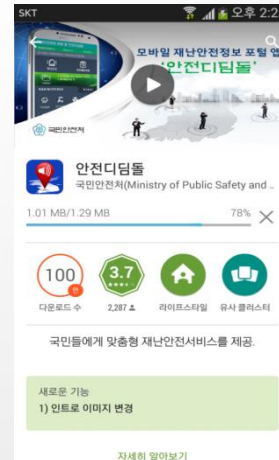 SKT
오후 2:2
모바일 재난안전정보 포털 앱
'안전디딤돌'
국민안전처
안전디딤돌
국민안전처(Ministry of Public Safety and ..
1.01 MB/1.29 MB
78%
100
만
3.7
다운로드 수
2,287
라이프스타일
유사 클러스터
국민들에게 맞춤형 재난안전서비스를 제공.
새로운 기능
1) 인트로 이미지 변경
자세히 알아보기